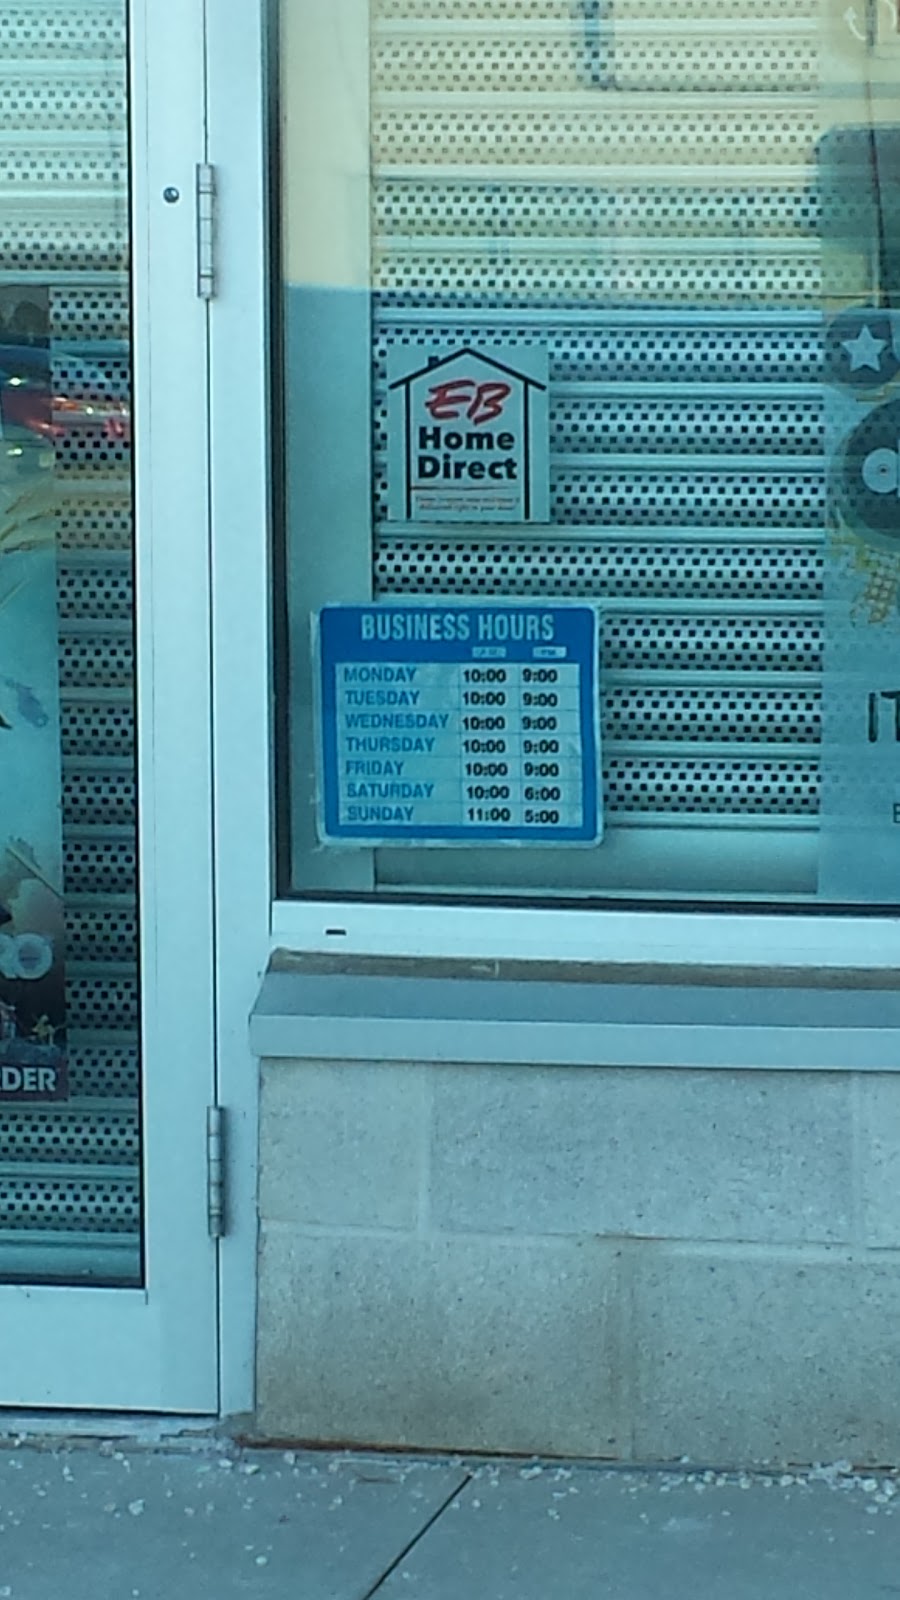 EB
Home
Direct
BUSINESS HOURS
MONDAY 10:00 9:00
TUESDAY 10:00 9:00
WEDNESDAY 10:00 9:00
THURSDAY 10:00 9:00
FRIDAY 10:00 9:00
SATURDAY 10:00 6:00
SUNDAY 11:00 5:00
DER
IT